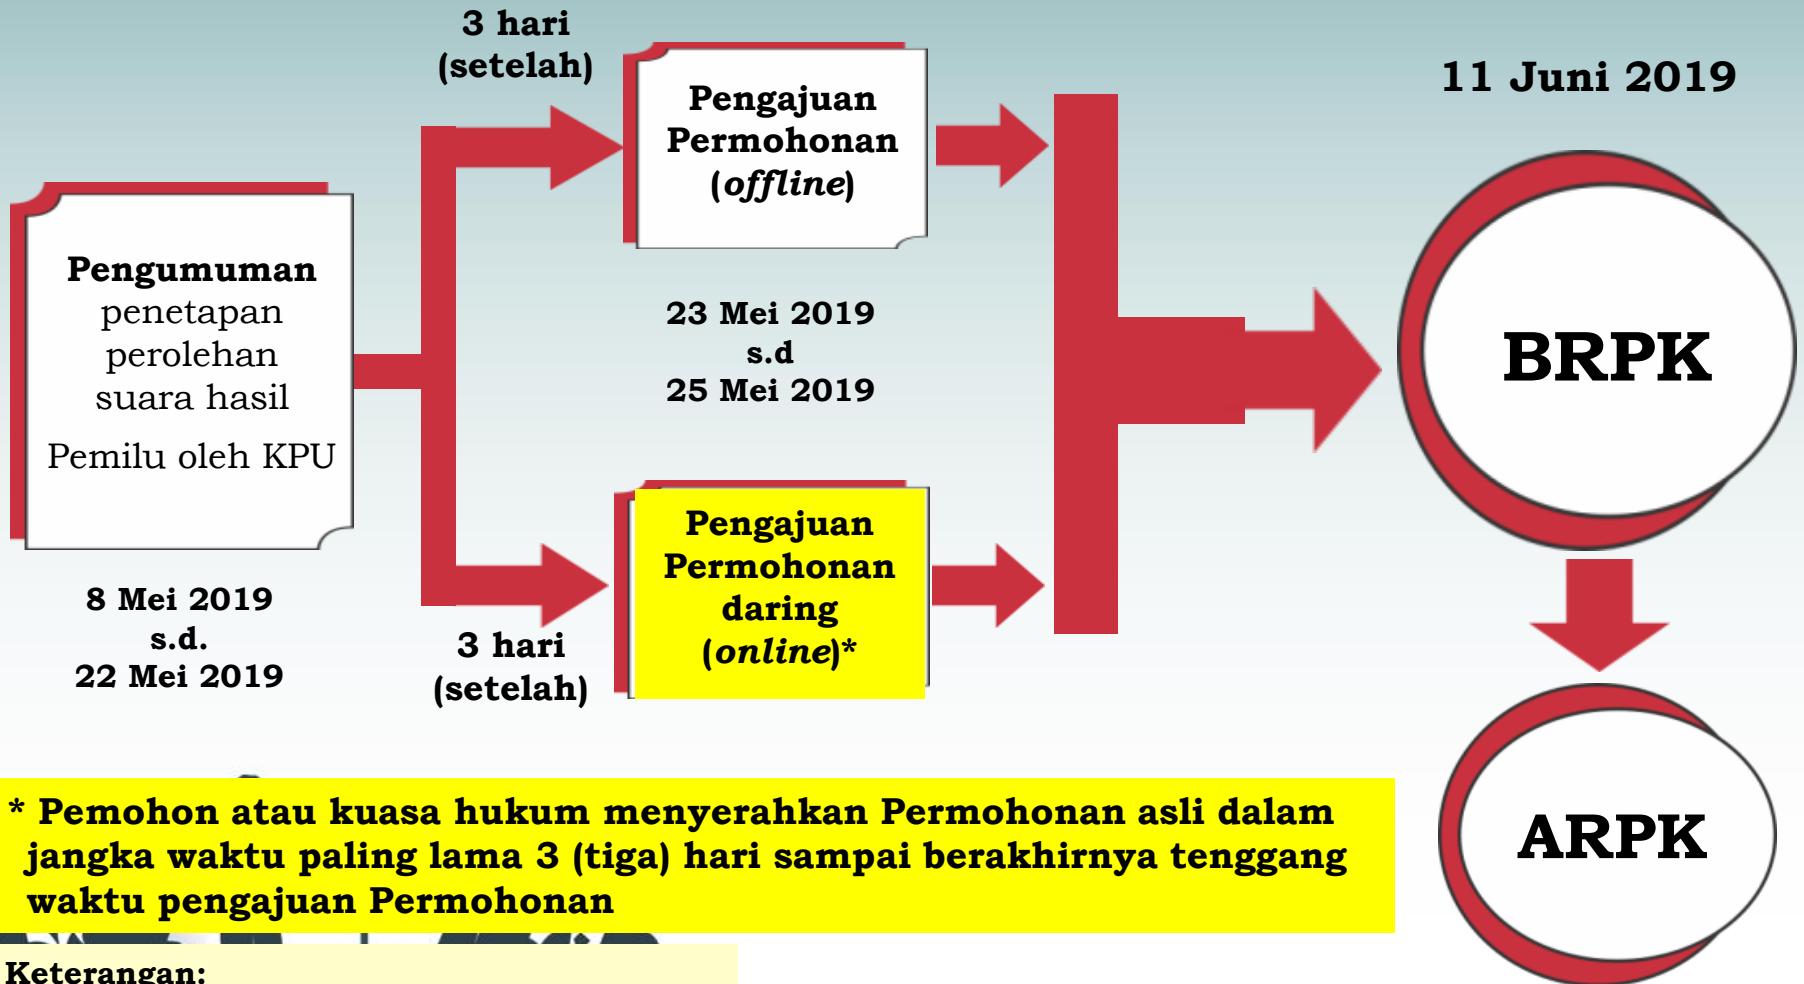 3 hari
(setelah)
Pengajuan
Permohonan
(offline)
11 Juni 2019
Pengumuman
penetapan
perolehan
suara hasil
Pemilu oleh KPU
23 Mei 2019
s.d
25 Mei 2019
BRPK
8 Mei 2019
s.d.
22 Mei 2019
3 hari
(setelah)
Pengajuan
Permohonan
daring
(online)*
ARPK
* Pemohon atau kuasa hukum menyerahkan Permohonan asli dalam
jangka waktu paling lama 3 (tiga) hari sampai berakhirnya tenggang
waktu pengajuan Permohonan
Keterangan: